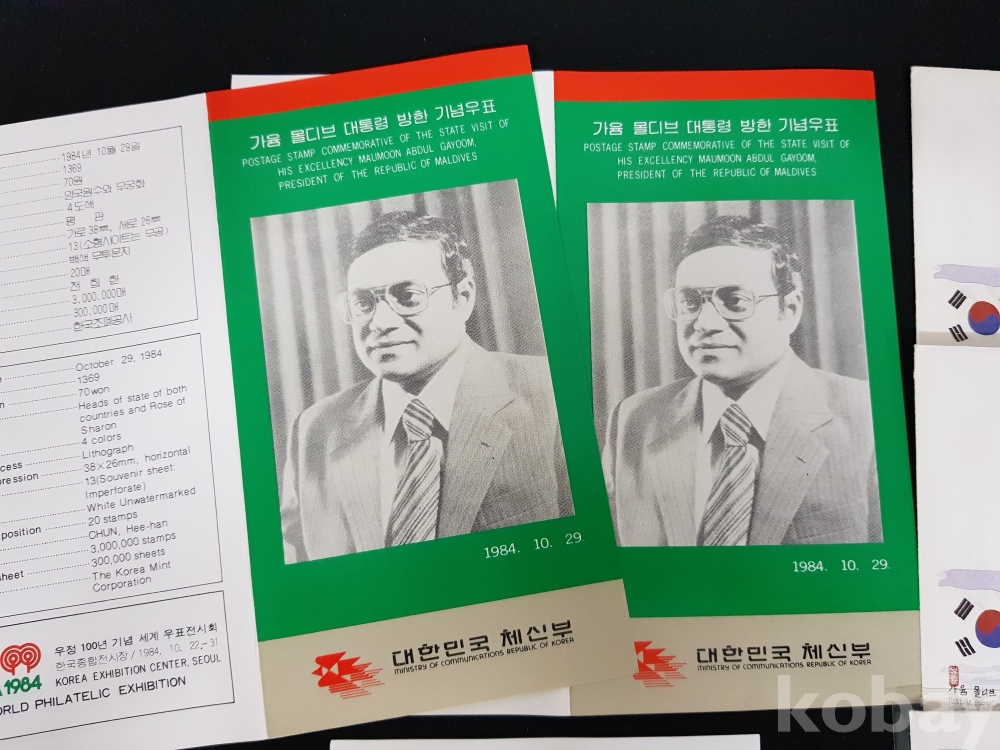 1984년 10월 29일
1369
70원
양국원수와 무궁화
4도색
평 판
가로 38㎜, 세로 26㎜
13(소형시이트는 무공)
백색 무투문지
20매
전 희 한
3,000,000매
300,000매
한국조폐공사
October 29, 1984
1369
70won
Heads of state of both
countries and Rose of
Sharon
4 colors
Lithograph
38×26mm, horizontal
13(Souvenir sheet:
Imperforate)
White Unwatermarked
20 stamps
CHUN, Hee-han
3,000,000 stamps
300,000 sheets
The Korea Mint
Corporation
우정 100년 기념 세계 우표전시회
한국종합전시장/1984. 10. 22.-31
KOREA EXHIBITION CENTER, SEOUL
1984
PHILATELIC EXHIBITION
가윰 몰디브 대통령 방한 기념우표
POSTAGE STAMP COMMEMORATIVE OF THE STATE VISIT OF
HIS EXCELLENCY MAUMOON ABDUL GAYOOM,
PRESIDENT OF THE REPUBLIC OF MALDIVES
1984. 10. 29.
대한민국 체신부
MINISTRY OF COMMUNICATIONS REPUBLIC OF KOREA
가윰 몰디브 대통령 방한 기념우표
POSTAGE STAMP COMMEMORATIVE OF THE STATE VISIT OF
HIS EXCELLENCY MAUMOON ABDUL GAYOOM,
PRESIDENT OF THE REPUBLIC OF MALDIVES
1984. 10. 29.
대한민국 체신부
MINISTRY OF COMMUNICATIONS REPUBLIC OF KOREA
가윰 몰디브
kobay